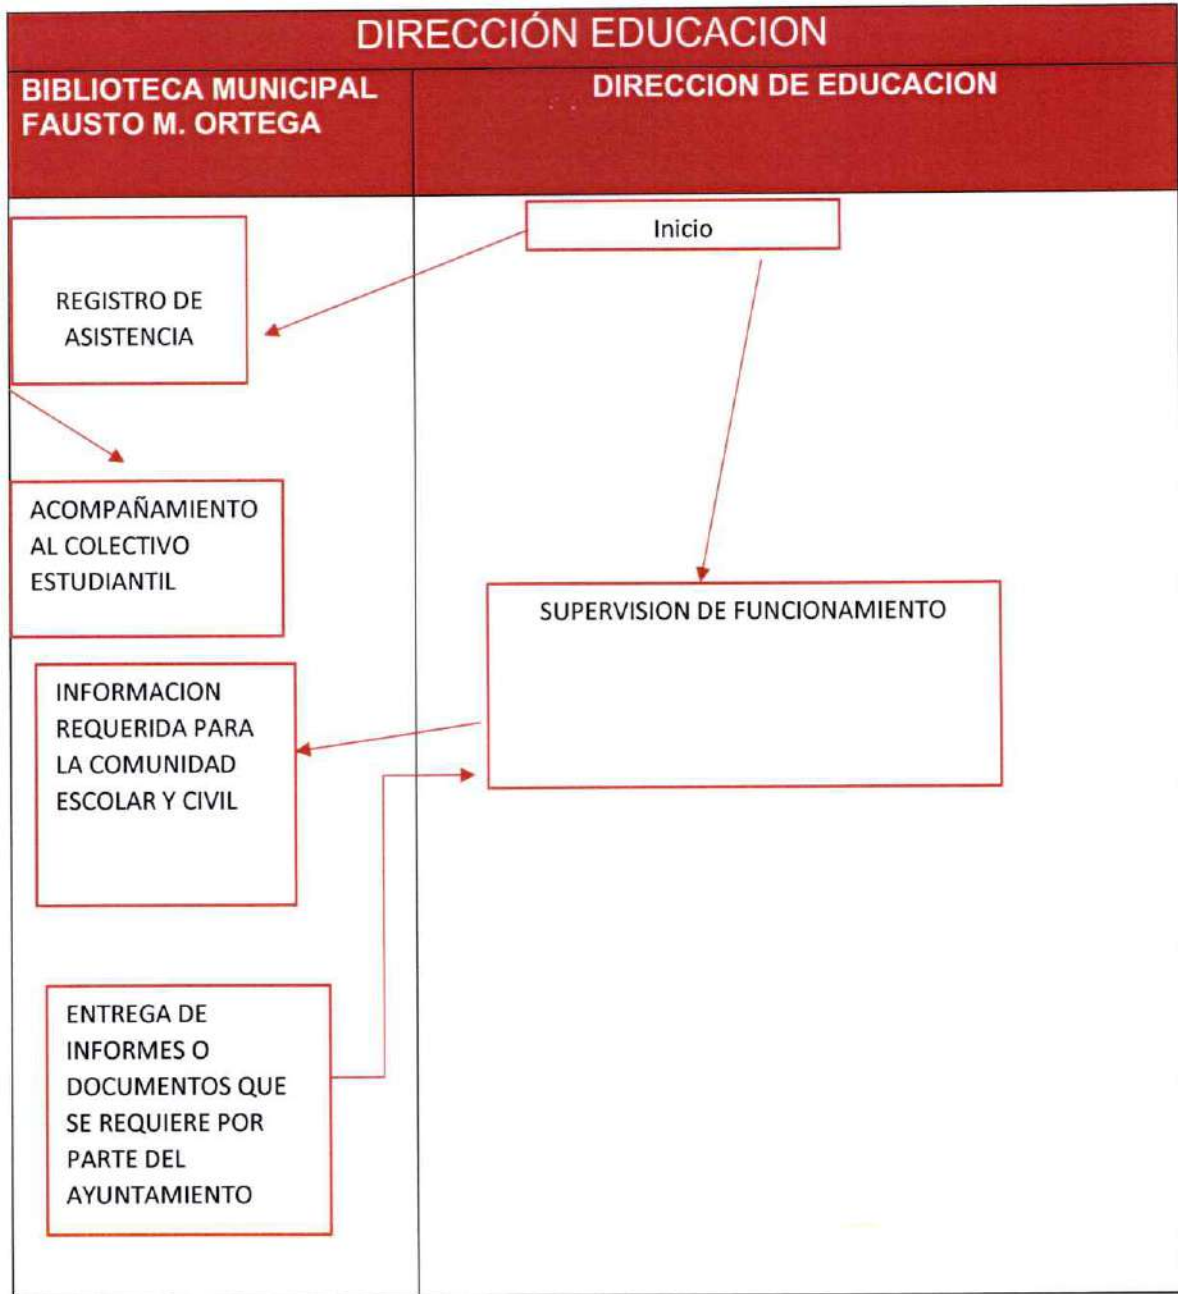 DIRECCIÓN EDUCACION
BIBLIOTECA MUNICIPAL
FAUSTO M. ORTEGA
DIRECCION DE EDUCACION
Inicio
REGISTRO DE
ASISTENCIA
ACOMPAÑAMIENTO
AL COLECTIVO
ESTUDIANTIL
SUPERVISION DE FUNCIONAMIENTO
INFORMACION
REQUERIDA PARA
LA COMUNIDAD
ESCOLAR Y CIVIL
ENTREGA DE
INFORMES O
DOCUMENTOS QUE
SE REQUIERE POR
PARTE DEL
AYUNTAMIENTO